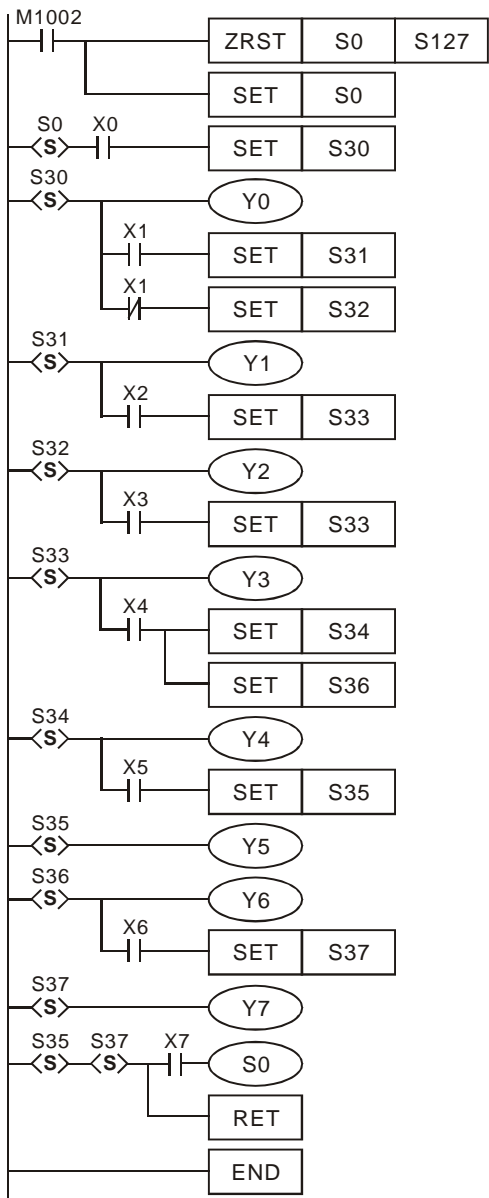 M1002
ZRST S0 S127
SET S0
S0 X0
S SET S30
S30
S Y0
X1
SET S31
X1
SET S32
S31
S Y1
X2
SET S33
S32
S Y2
X3
SET S33
S33
S Y3
X4
SET S34
SET S36
S34
S Y4
X5
SET S35
S35
S Y5
S36
S Y6
X6
SET S37
S37
S Y7
S35 S37 X7
S S S0
RET
END